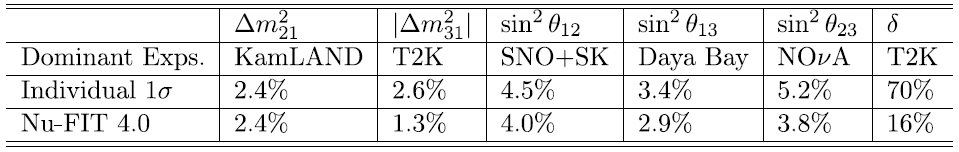 Δm²₂₁ |Δm²₃₁| sin² θ₁₂ sin² θ₁₃ sin² θ₂₃ δ
Dominant Exps. KamLAND T2K SNO+SK Daya Bay NOνA T2K
Individual 1σ 2.4% 2.6% 4.5% 3.4% 5.2% 70%
Nu-FIT 4.0 2.4% 1.3% 4.0% 2.9% 3.8% 16%